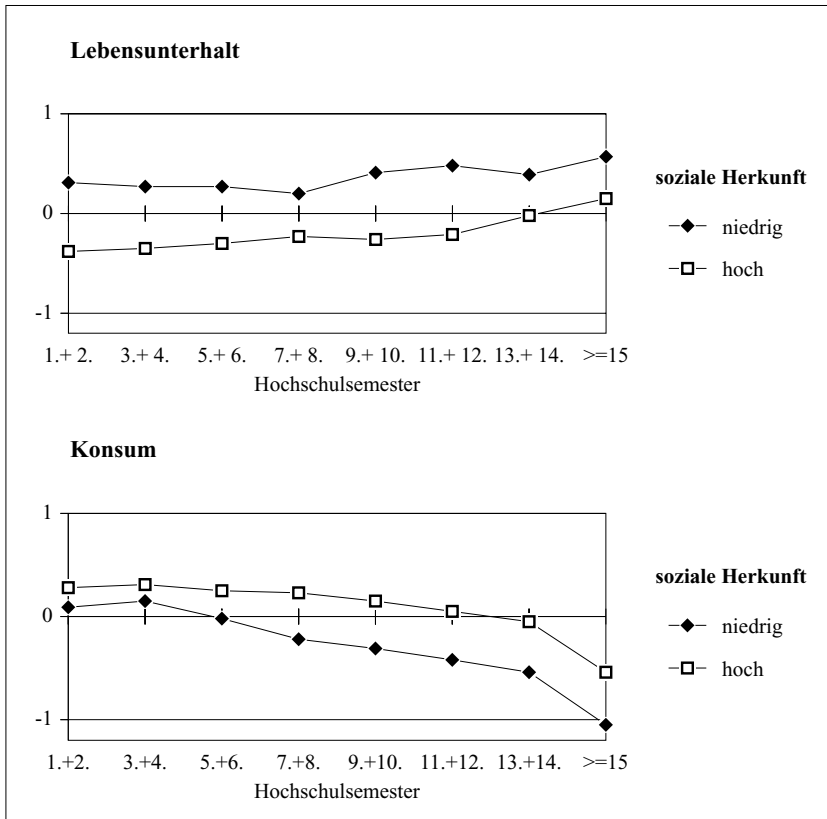 Lebensunterhalt
1
0
-1
1.+ 2. 3.+ 4. 5.+ 6. 7.+ 8. 9.+ 10. 11.+ 12. 13.+ 14. >=15
Hochschulsemester
soziale Herkunft
niedrig
hoch
Konsum
1
0
-1
1.+2. 3.+4. 5.+6. 7.+8. 9.+10. 11.+12. 13.+14. >=15
Hochschulsemester
soziale Herkunft
niedrig
hoch